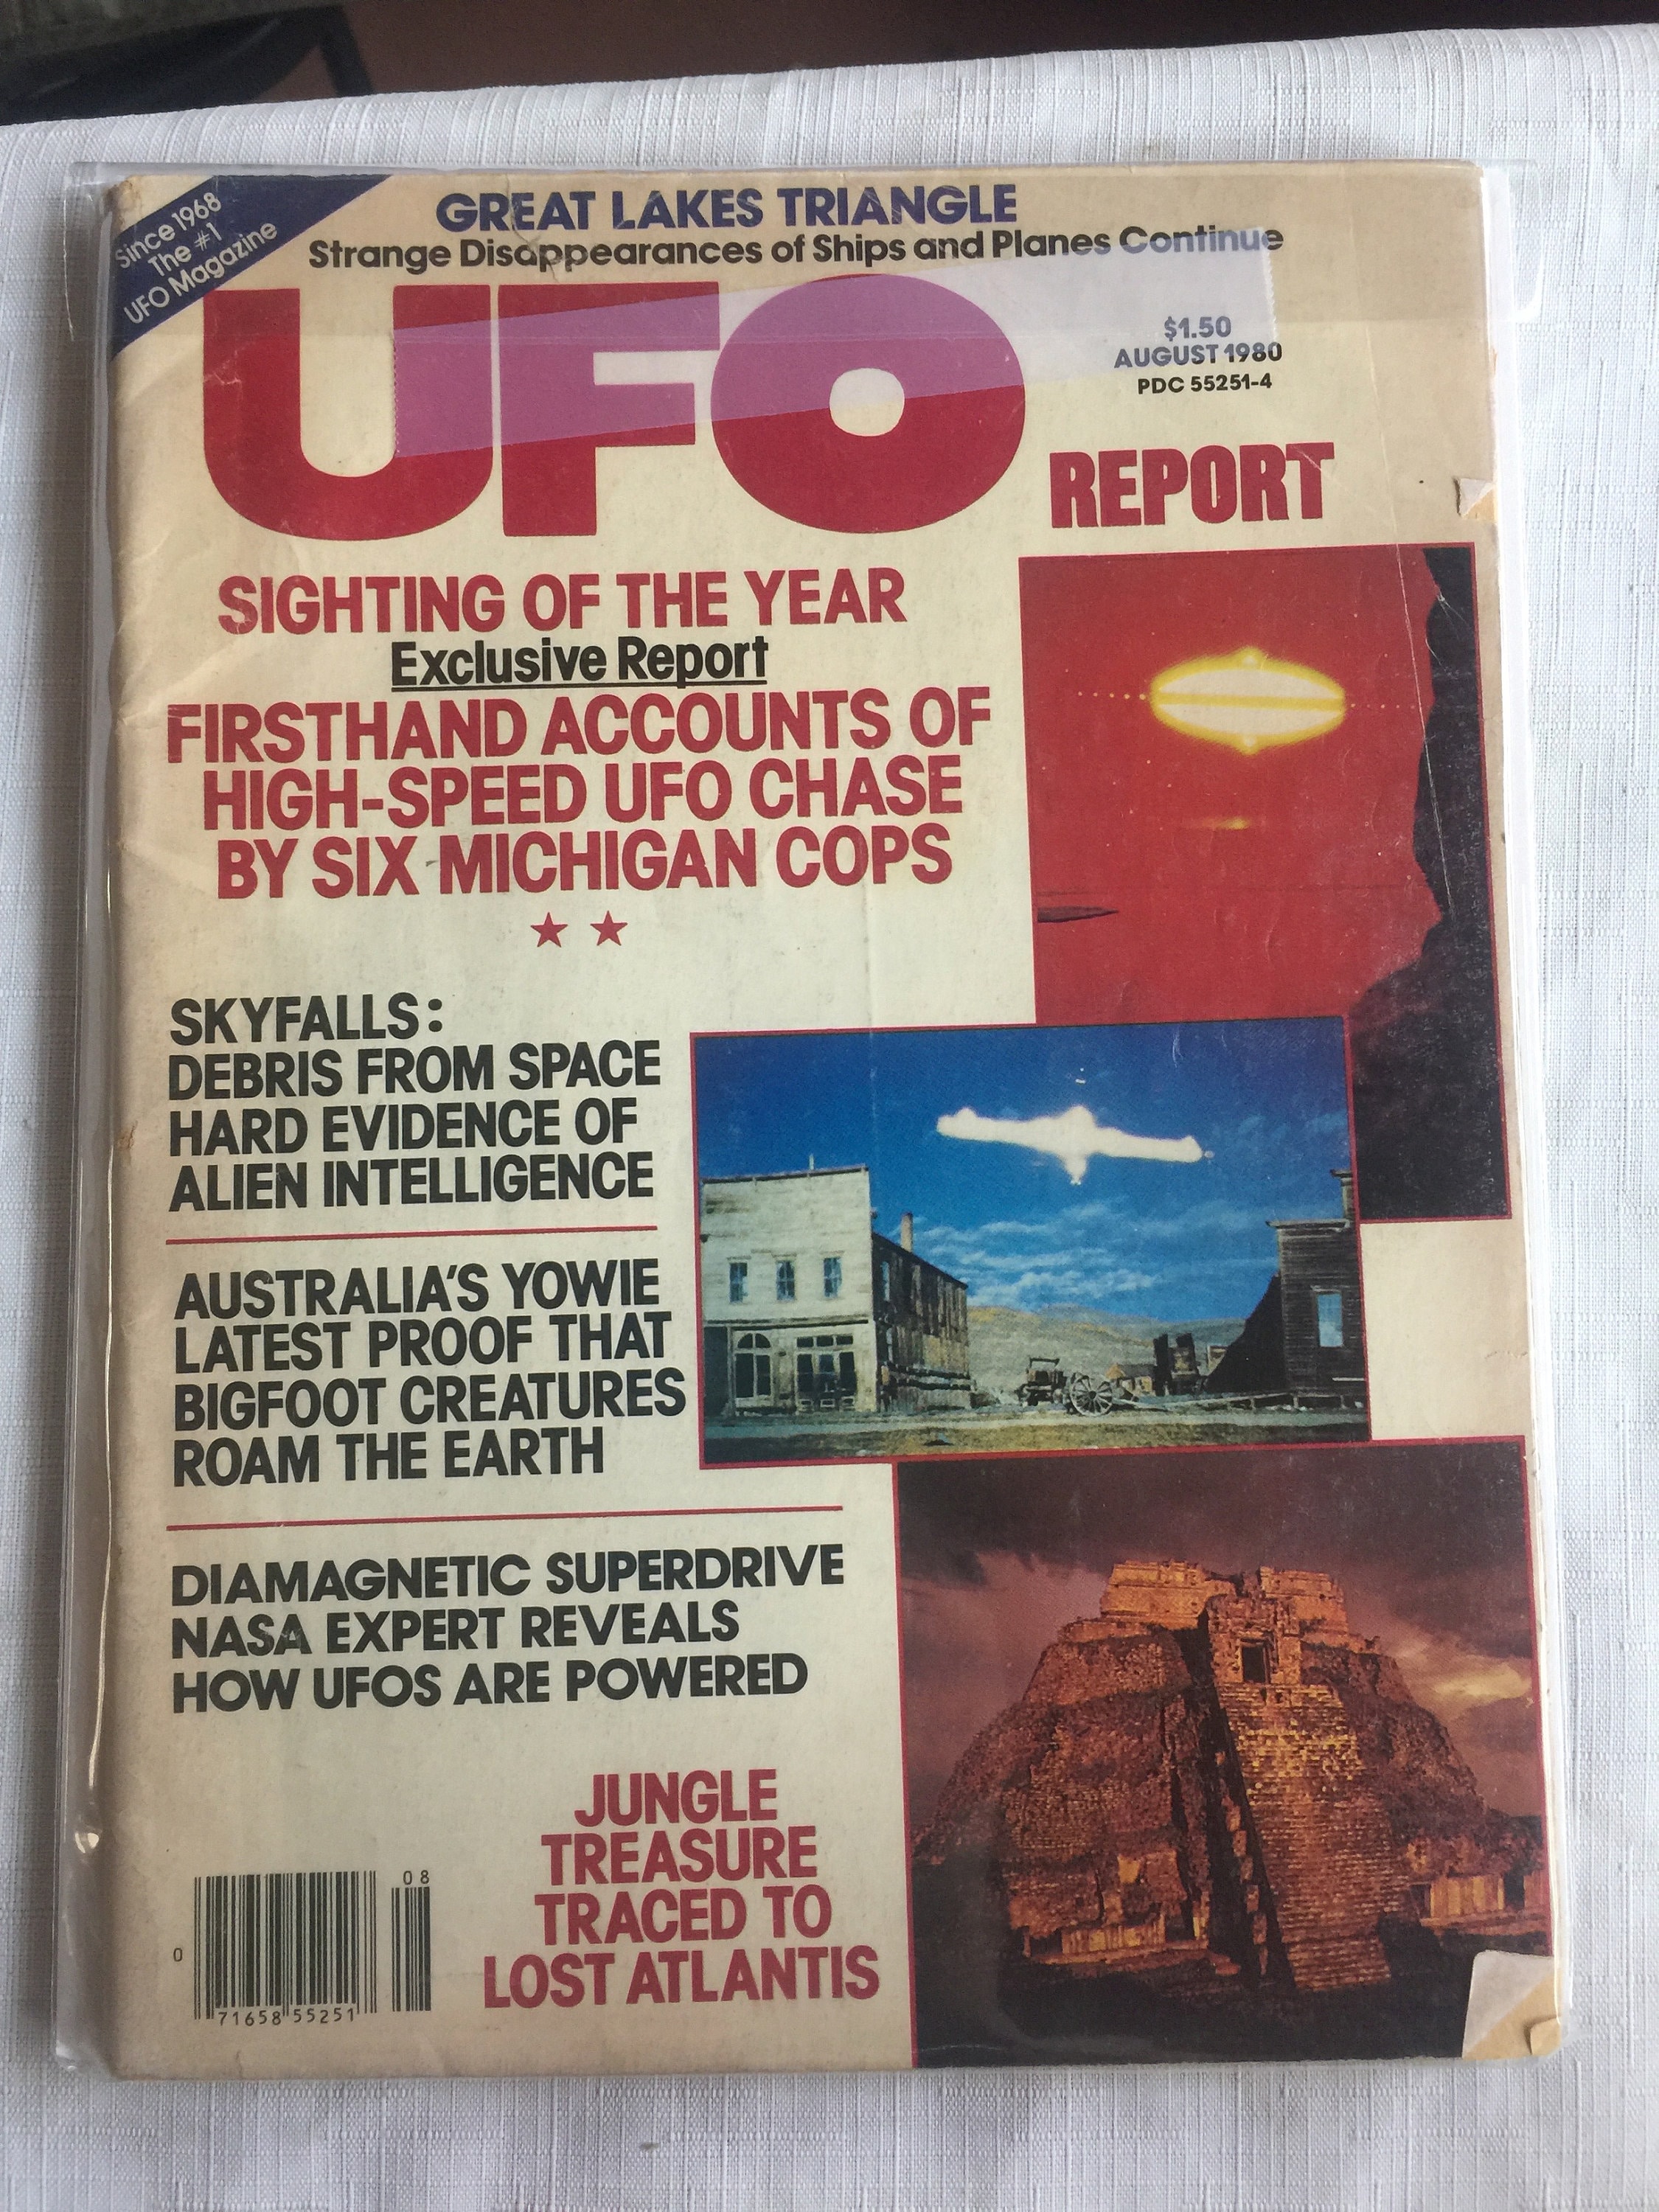 Since 1968
The #1
UFO Magazine
GREAT LAKES TRIANGLE
Strange Disappearances of Ships and Planes Continue
UFO
$1.50
AUGUST 1980
PDC 55251-4
REPORT
SIGHTING OF THE YEAR
Exclusive Report
FIRSTHAND ACCOUNTS OF
HIGH-SPEED UFO CHASE
BY SIX MICHIGAN COPS
SKYFALLS:
DEBRIS FROM SPACE
HARD EVIDENCE OF
ALIEN INTELLIGENCE
AUSTRALIA'S YOWIE
LATEST PROOF THAT
BIGFOOT CREATURES
ROAM THE EARTH
DIAMAGNETIC SUPERDRIVE
NASA EXPERT REVEALS
HOW UFOS ARE POWERED
JUNGLE
TREASURE
TRACED TO
LOST ATLANTIS
08
0
71658 55251